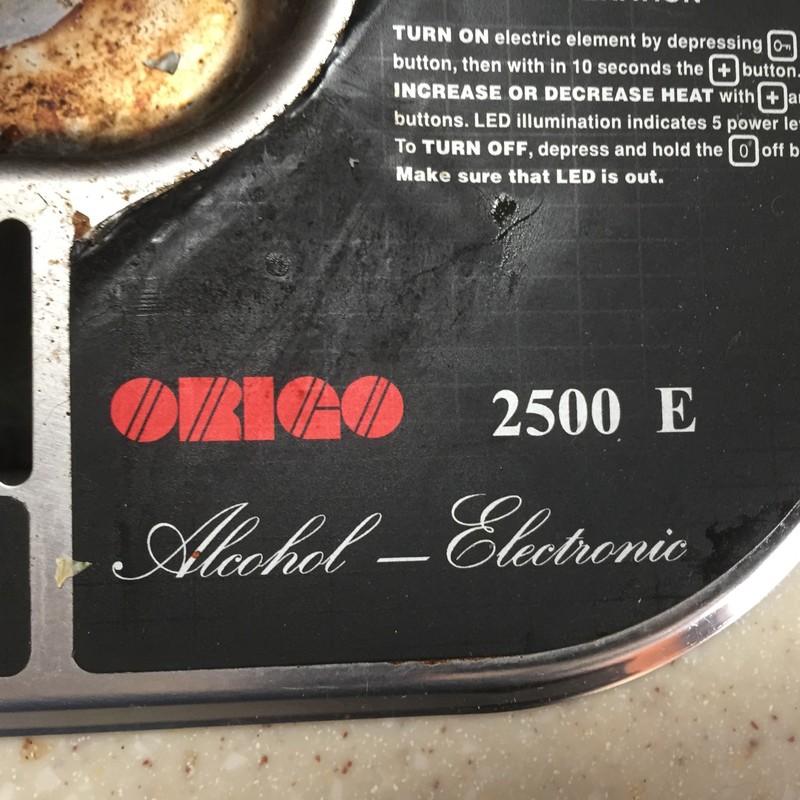 TURN ON electric element by depressing
button, then with in 10 seconds the + button.
INCREASE OR DECREASE HEAT with +
buttons. LED illumination indicates 5 power
To TURN OFF, depress and hold the 0 off
Make sure that LED is out.
ORIGO 2500 E
Alcohol — Electronic